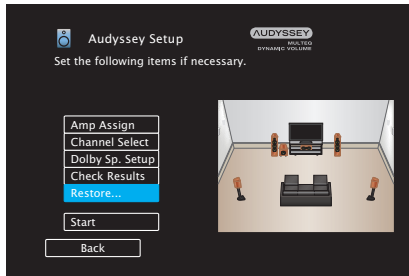 Audyssey Setup
AUDYSSEY
MULTEQ
DYNAMIC VOLUME
Set the following items if necessary.
Amp Assign
Channel Select
Dolby Sp. Setup
Check Results
Restore...
Start
Back